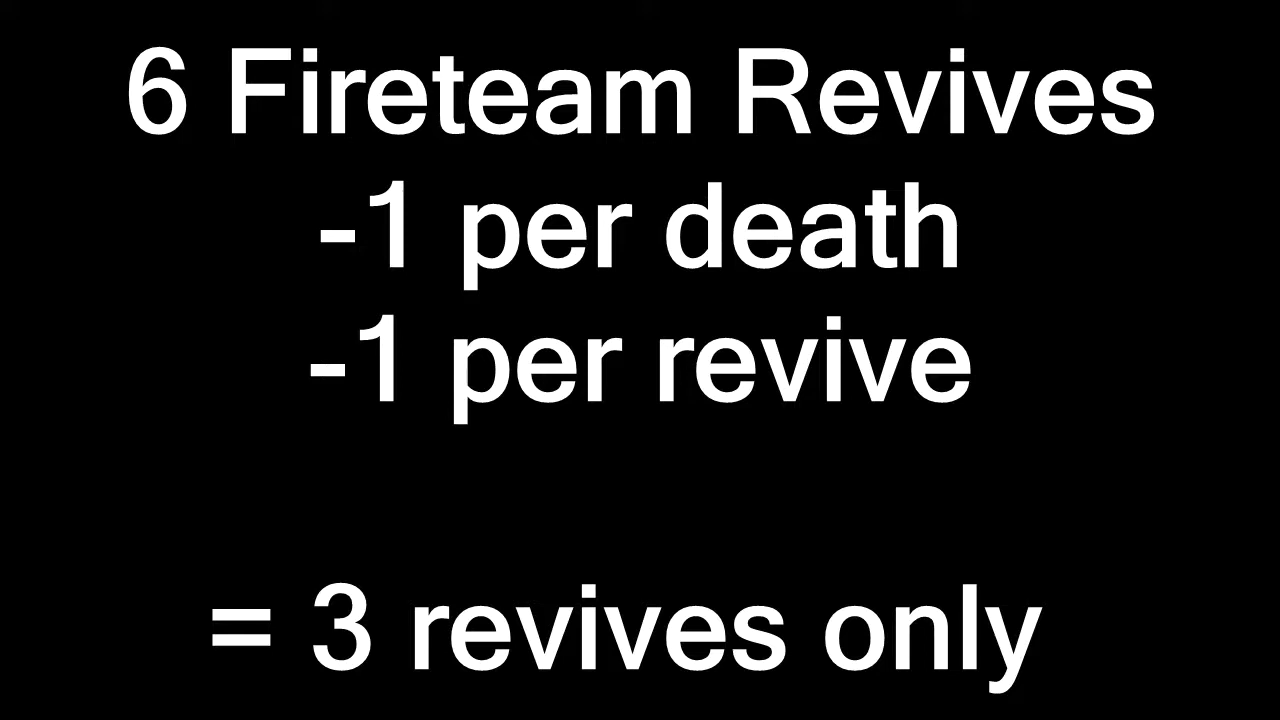 6 Fireteam Revives
-1 per death
-1 per revive
= 3 revives only